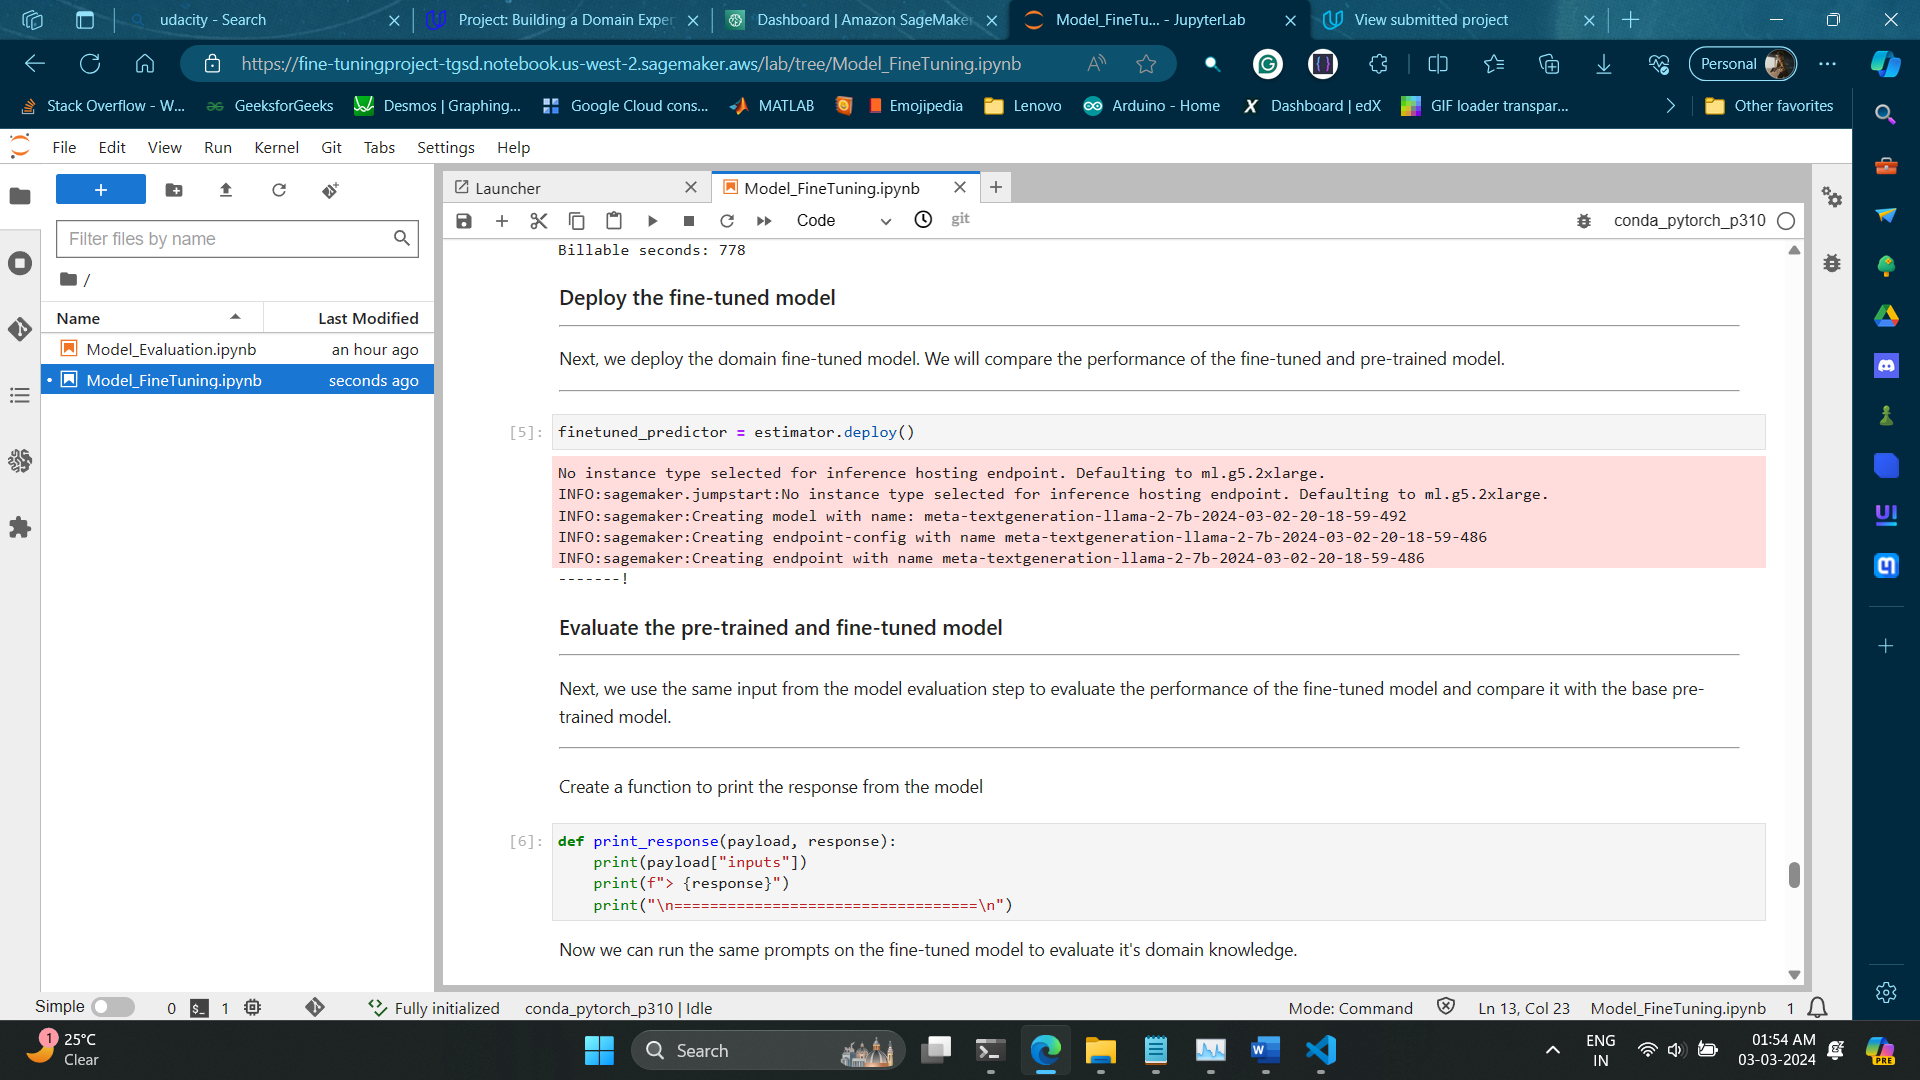 udacity - Search
Project: Building a Domain Exper
Dashboard | Amazon SageMaker
Model_FineTu... - JupyterLab
View submitted project
https://fine-tuningproject-tgsd.notebook.us-west-2.sagemaker.aws/lab/tree/Model_FineTuning.ipynb
Personal
Stack Overflow - W...
GeeksforGeeks
Desmos | Graphing...
Google Cloud cons...
MATLAB
Emojipedia
Lenovo
Arduino - Home
Dashboard | edX
GIF loader transpar...
Other favorites
File Edit View Run Kernel Git Tabs Settings Help
Launcher
Model_FineTuning.ipynb
Code
git
conda_pytorch_p310
Filter files by name
/
Name Last Modified
Model_Evaluation.ipynb an hour ago
Model_FineTuning.ipynb seconds ago
Billable seconds: 778
Deploy the fine-tuned model
Next, we deploy the domain fine-tuned model. We will compare the performance of the fine-tuned and pre-trained model.
[5]: finetuned_predictor = estimator.deploy()
No instance type selected for inference hosting endpoint. Defaulting to ml.g5.2xlarge.
INFO:sagemaker.jumpstart:No instance type selected for inference hosting endpoint. Defaulting to ml.g5.2xlarge.
INFO:sagemaker:Creating model with name: meta-textgeneration-llama-2-7b-2024-03-02-20-18-59-492
INFO:sagemaker:Creating endpoint-config with name meta-textgeneration-llama-2-7b-2024-03-02-20-18-59-486
INFO:sagemaker:Creating endpoint with name meta-textgeneration-llama-2-7b-2024-03-02-20-18-59-486
-------!
Evaluate the pre-trained and fine-tuned model
Next, we use the same input from the model evaluation step to evaluate the performance of the fine-tuned model and compare it with the base pre-
trained model.
Create a function to print the response from the model
[6]: def print_response(payload, response):
print(payload["inputs"])
print(f"> {response}")
print("\n==================================\n")
Now we can run the same prompts on the fine-tuned model to evaluate it's domain knowledge.
Simple 0 1 Fully initialized conda_pytorch_p310 | Idle Mode: Command Ln 13, Col 23 Model_FineTuning.ipynb 1
1
25°C
Clear
Search
ENG
IN
01:54 AM
03-03-2024
PRE